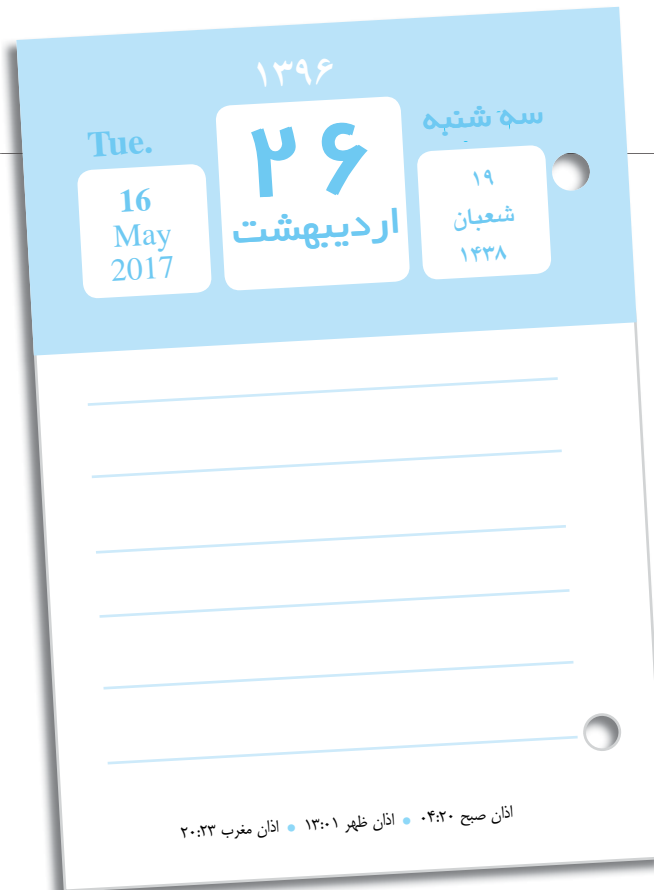 ۱۳۹۶
سه شنبه
۱۹
شعبان
۱۴۳۸
۲۶
اردیبهشت
Tue.
16
May
2017
اذان صبح ۰۴:۲۰ • اذان ظهر ۱۳:۰۱ • اذان مغرب ۲۰:۲۳